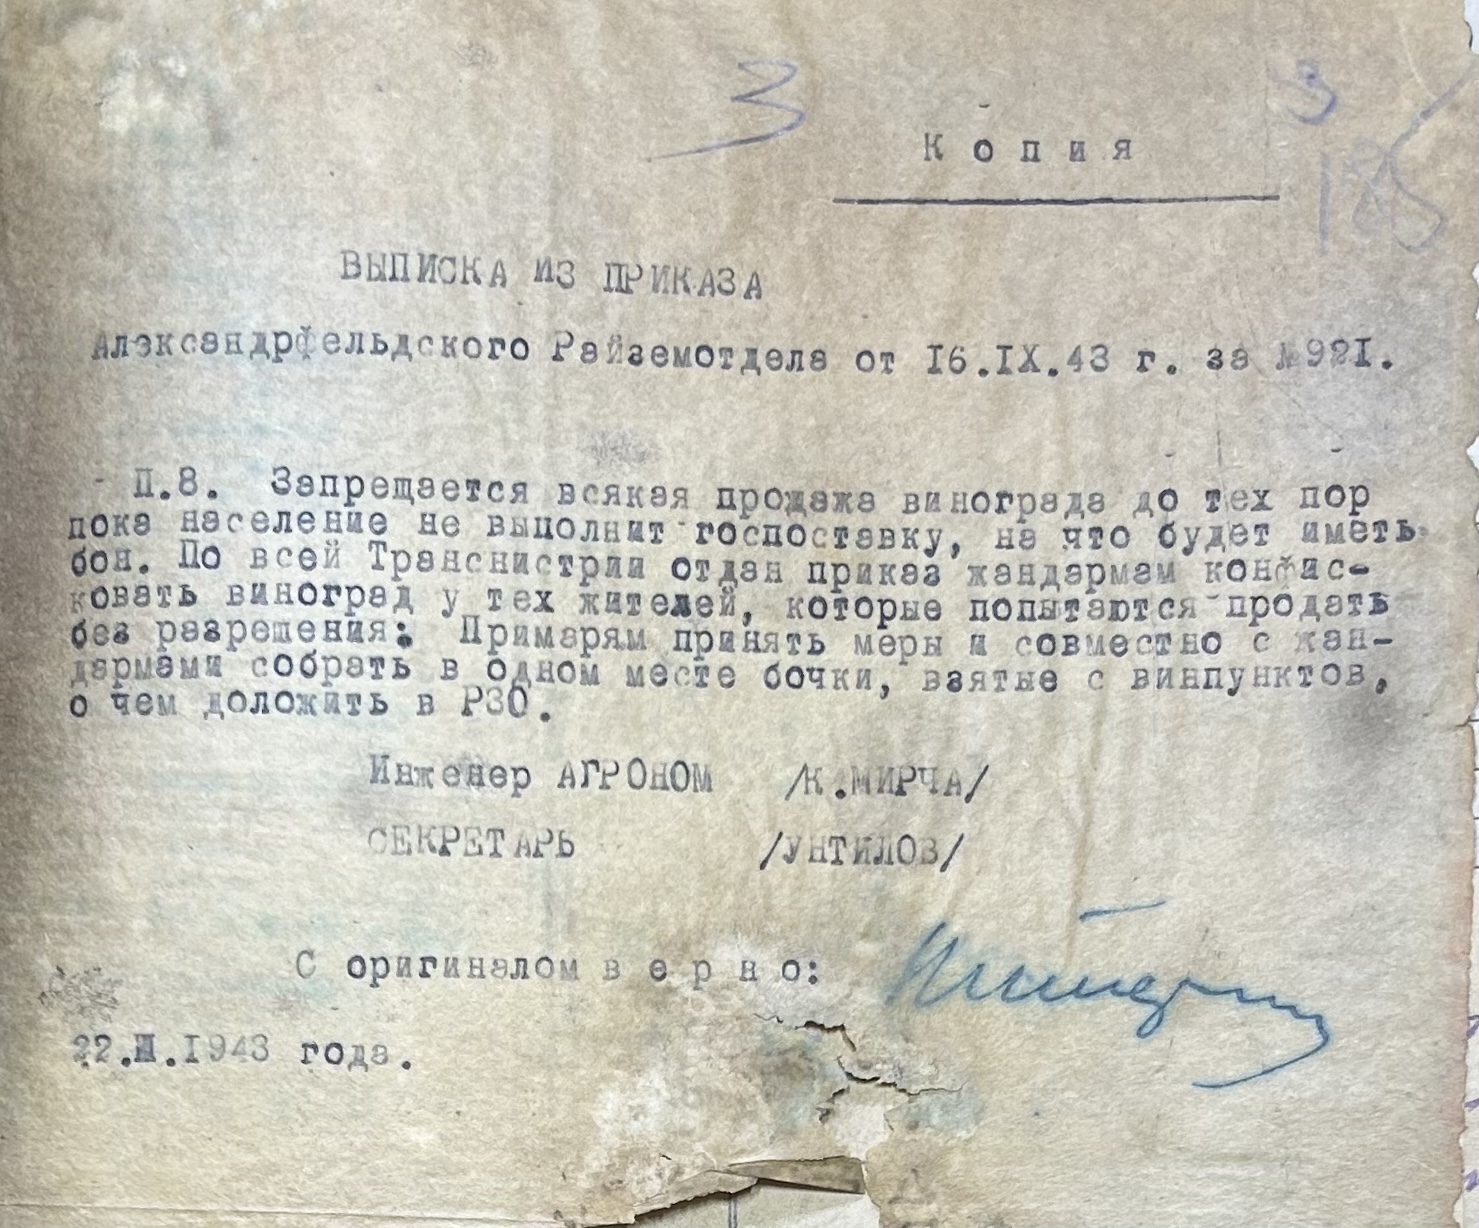 3
3
185
Копия
ВЫПИСКА ИЗ ПРИКАЗА
Александрфельдского Райземотдела от 16.IX.43 г. за №921.
П.8. Запрещается всякая продажа винограда до тех пор
пока население не выполнит госпоставку, на что будет иметь
бон. По всей Транснистрии отдан приказ жандармам конфис-
ковать виноград у тех жителей, которые попытаются продать
без разрешения: Примарям принять меры и совместно с жан-
дармами собрать в одном месте бочки, взятые с винпунктов,
о чем доложить в РЗО.
Инженер АГРОНОМ /К.МИРЧА/
СЕКРЕТАРЬ /УНТИЛОВ/
С оригиналом верно:
1943 года.